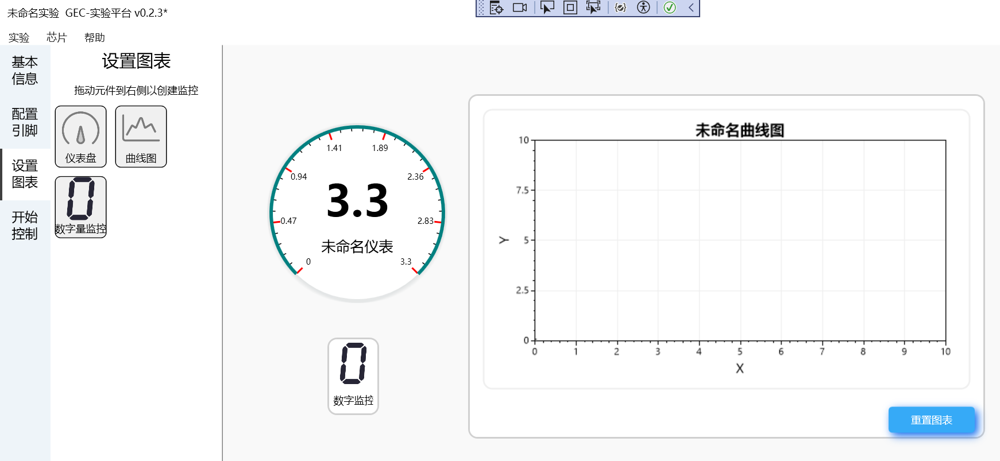 未命名实验 GEC-实验平台 v0.2.3*
实验 芯片 帮助
基本
信息
配置
引脚
设置
图表
开始
控制
设置图表
拖动元件到右侧以创建监控
仪表盘
曲线图
0
数字量监控
1.41
1.89
0.94
2.36
3.3
0.47
2.83
未命名仪表
0
3.3
0
数字监控
未命名曲线图
10
7.5
5
2.5
0
Y
0 1 2 3 4 5 6 7 8 9 10
X
重置图表